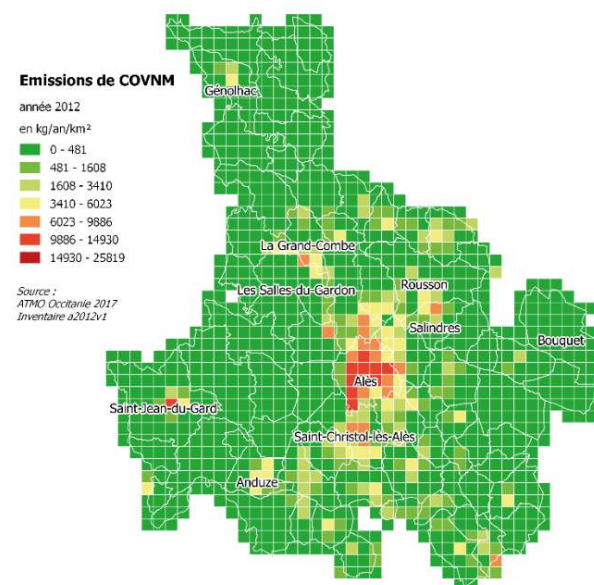 Emissions de COVNM
année 2012
en kg/an/km²
0 - 481
481 - 1608
1608 - 3410
3410 - 6023
6023 - 9886
9886 - 14930
14930 - 25819
Source :
ATMO Occitanie 2017
Inventaire a2012v1
Génolhac
La Grand-Combe
Les Salles-du-Gardon
Rousson
Salindres
Bouquet
Alès
Saint-Jean-du-Gard
Saint-Christol-lès-Alès
Anduze